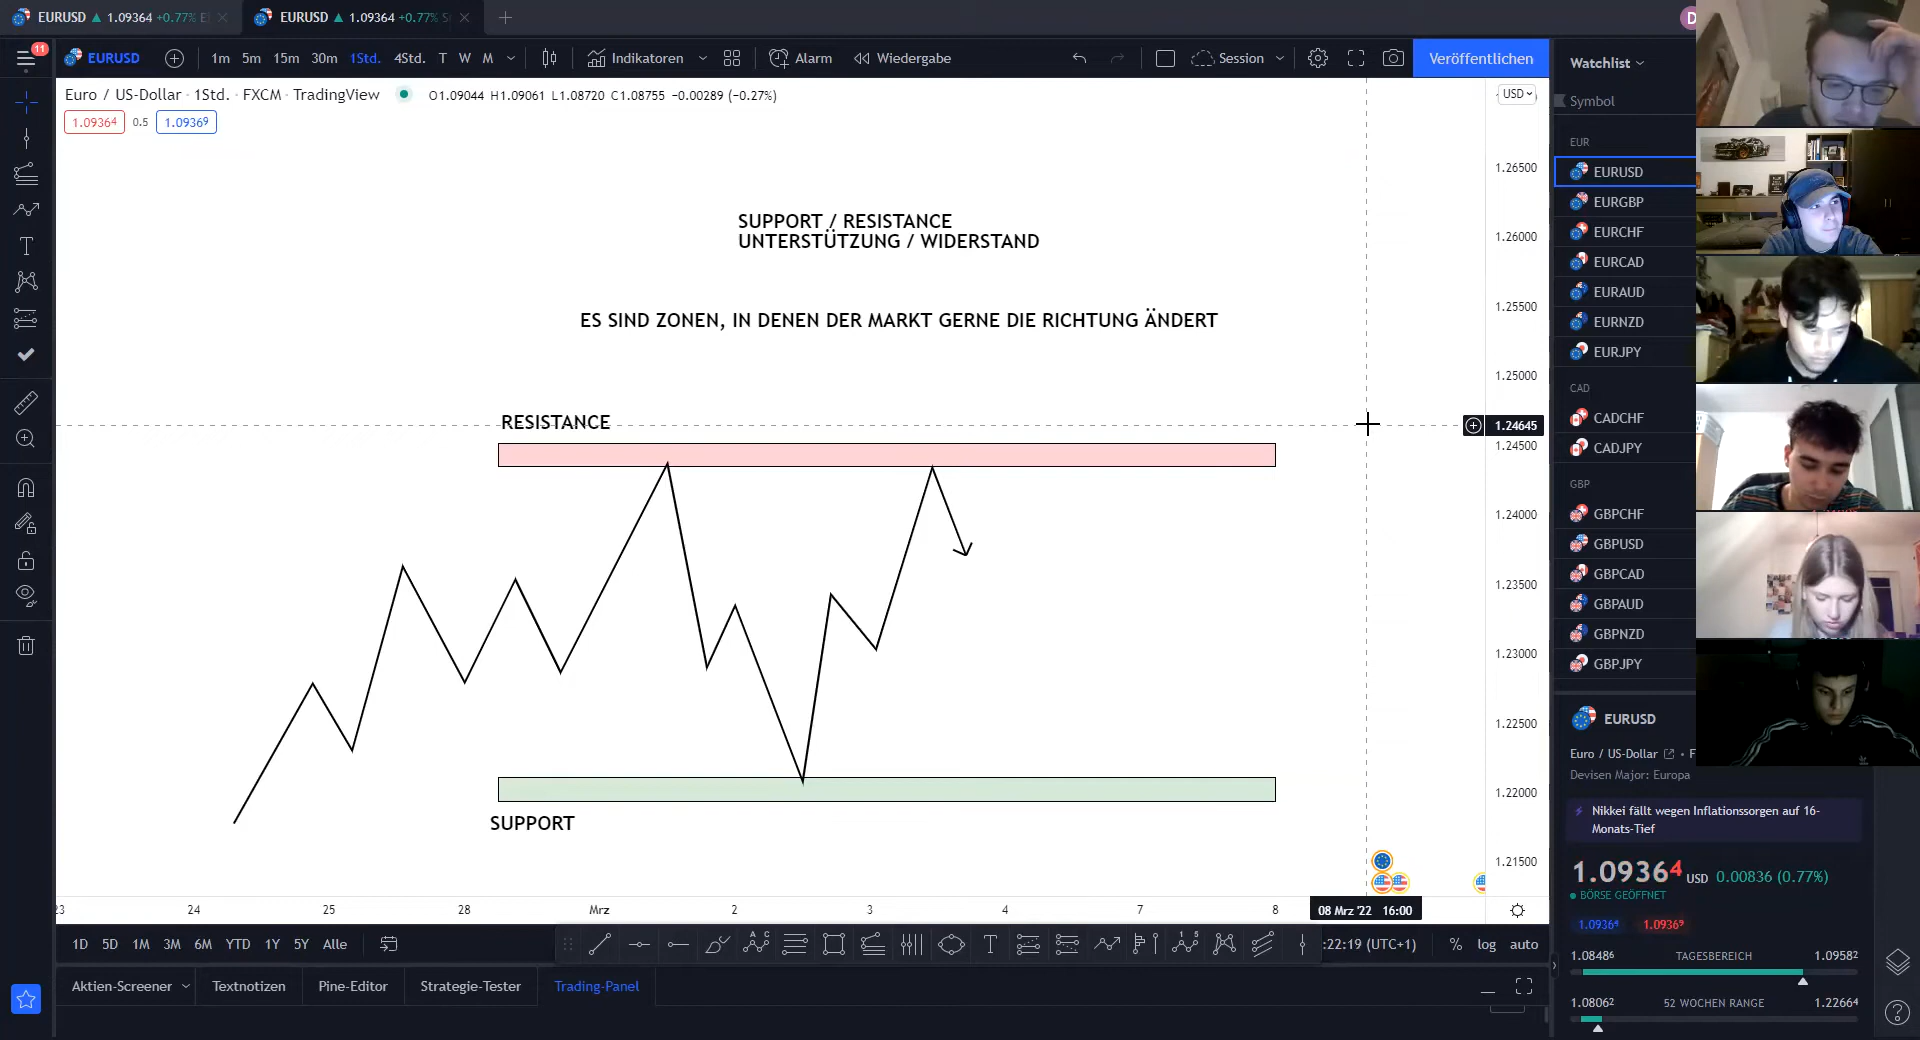 EURUSD ▲ 1.09364 +0.77%
EURUSD ▲ 1.09364 +0.77%
11
EURUSD
1m 5m 15m 30m 1Std. 4Std. T W M
Indikatoren
Alarm
Wiedergabe
Session
Veröffentlichen
Watchlist
D
Euro / US-Dollar · 1Std. · FXCM · TradingView
O1.09044 H1.09061 L1.08720 C1.08755 −0.00289 (−0.27%)
USD
1.09364
0.5
1.09369
SUPPORT / RESISTANCE
UNTERSTÜTZUNG / WIDERSTAND
ES SIND ZONEN, IN DENEN DER MARKT GERNE DIE RICHTUNG ÄNDERT
RESISTANCE
SUPPORT
1.26500
1.26000
1.25500
1.25000
1.24645
1.24500
1.24000
1.23500
1.23000
1.22500
1.22000
1.21500
23 24 25 28 Mrz 2 3 4 7 8
08 Mrz '22 16:00
1D 5D 1M 3M 6M YTD 1Y 5Y Alle
:22:19 (UTC+1)
% log auto
Aktien-Screener
Textnotizen
Pine-Editor
Strategie-Tester
Trading-Panel
Symbol
EUR
EURUSD
EURGBP
EURCHF
EURCAD
EURAUD
EURNZD
EURJPY
CAD
CADCHF
CADJPY
GBP
GBPCHF
GBPUSD
GBPCAD
GBPAUD
GBPNZD
GBPJPY
EURUSD
Euro / US-Dollar • F
Devisen Major: Europa
Nikkei fällt wegen Inflationssorgen auf 16-
Monats-Tief
1.09364 USD 0.00836 (0.77%)
BÖRSE GEÖFFNET
1.09364 1.09369
1.08486 TAGESBEREICH 1.09582
1.08062 52 WOCHEN RANGE 1.22664